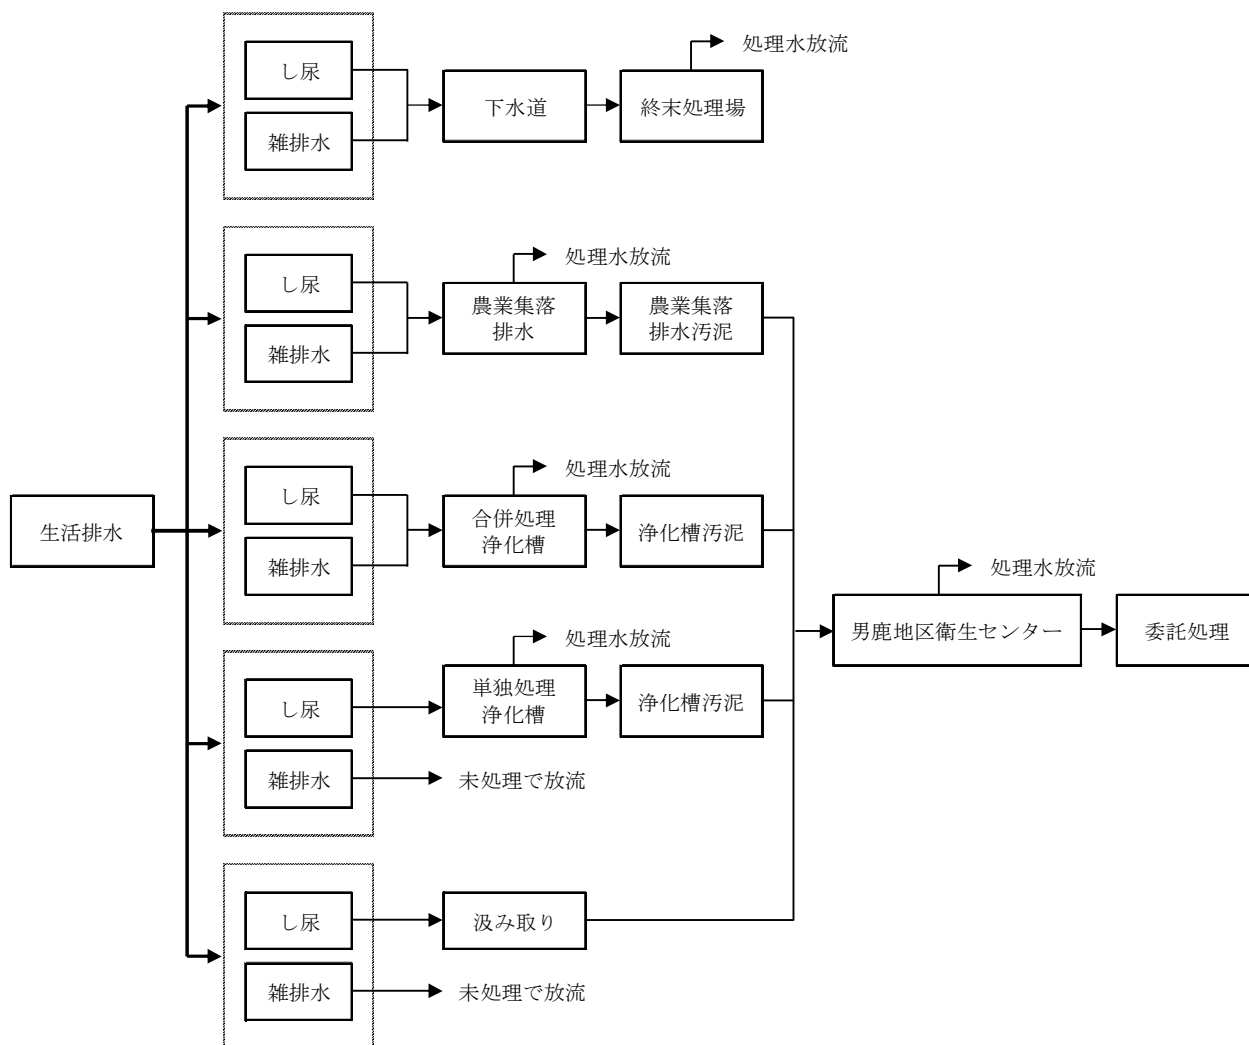 処理水放流
し尿
下水道
終末処理場
雑排水
処理水放流
し尿
農業集落
排水
農業集落
排水汚泥
雑排水
処理水放流
し尿
合併処理
浄化槽
浄化槽汚泥
生活排水
雑排水
処理水放流
男鹿地区衛生センター
委託処理
処理水放流
し尿
単独処理
浄化槽
浄化槽汚泥
雑排水
未処理で放流
し尿
汲み取り
雑排水
未処理で放流